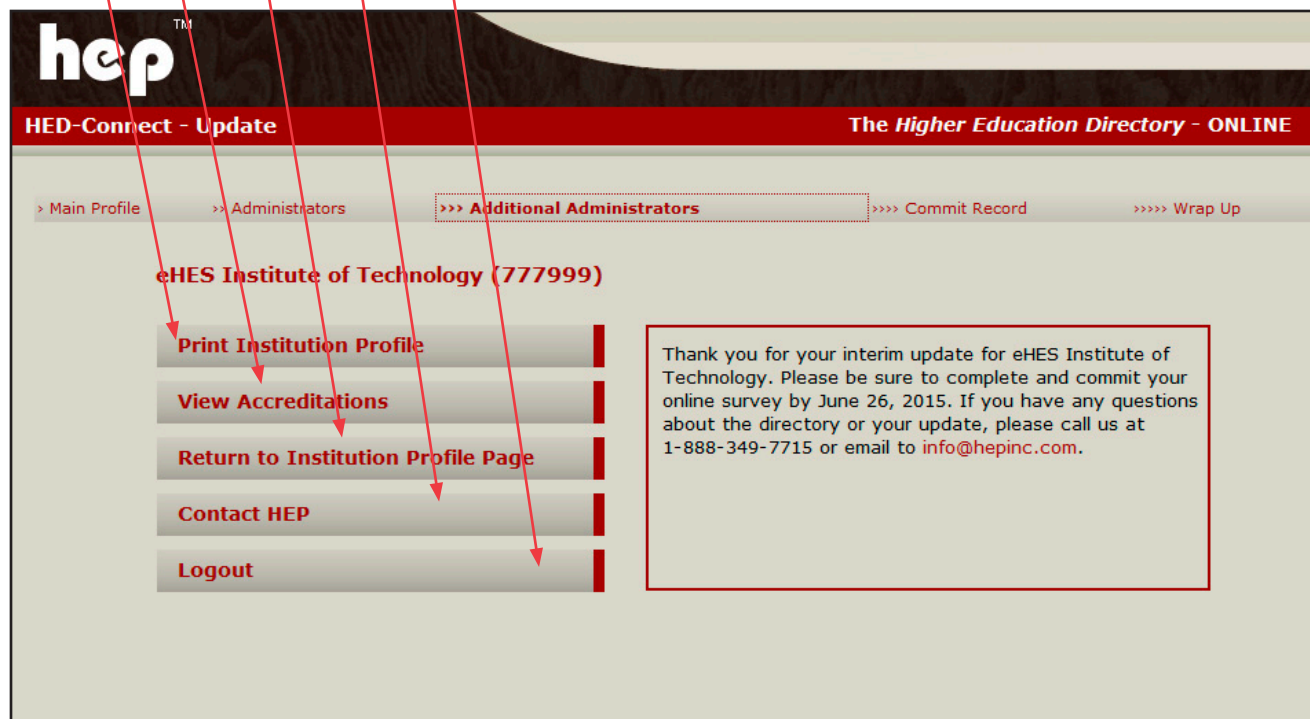 hep™
HED-Connect - Update
The Higher Education Directory - ONLINE
› Main Profile
›› Administrators
››› Additional Administrators
›››› Commit Record
››››› Wrap Up
eHES Institute of Technology (777999)
Print Institution Profile
View Accreditations
Return to Institution Profile Page
Contact HEP
Logout
Thank you for your interim update for eHES Institute of
Technology. Please be sure to complete and commit your
online survey by June 26, 2015. If you have any questions
about the directory or your update, please call us at
1-888-349-7715 or email to info@hepinc.com.